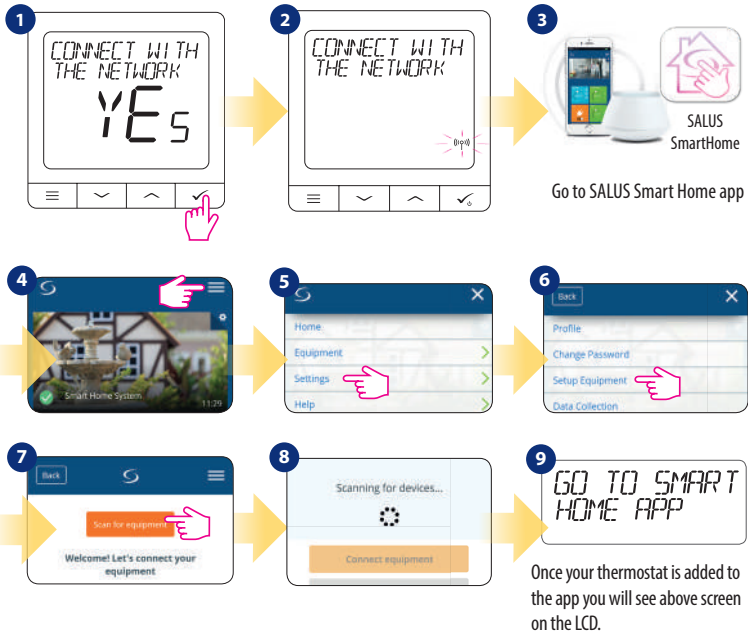 1
CONNECT WITH
THE NETWORK
YES
2
CONNECT WITH
THE NETWORK
3
SALUS
SmartHome
Go to SALUS Smart Home app
4
Smart Home System
11:29
5
Home
Equipment
Settings
Help
6
Back
Profile
Change Password
Setup Equipment
Data Collection
7
Back
Scan for equipment
Welcome! Let's connect your
equipment
8
Scanning for devices...
Connect equipment
9
GO TO SMART
HOME APP
Once your thermostat is added to
the app you will see above screen
on the LCD.